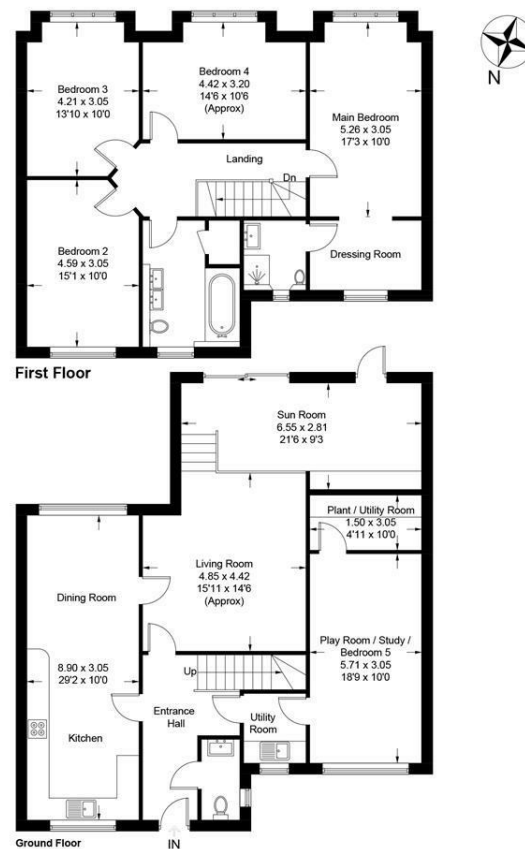 N
Bedroom 3
4.21 x 3.05
13'10 x 10'0
Bedroom 4
4.42 x 3.20
14'6 x 10'6
(Approx)
Main Bedroom
5.26 x 3.05
17'3 x 10'0
Landing
Dn
Bedroom 2
4.59 x 3.05
15'1 x 10'0
Dressing Room
First Floor
Sun Room
6.55 x 2.81
21'6 x 9'3
Plant / Utility Room
1.50 x 3.05
4'11 x 10'0
Living Room
4.85 x 4.42
15'11 x 14'6
(Approx)
Dining Room
8.90 x 3.05
29'2 x 10'0
Kitchen
Play Room / Study /
Bedroom 5
5.71 x 3.05
18'9 x 10'0
Up
Entrance
Hall
Utility
Room
Ground Floor
IN